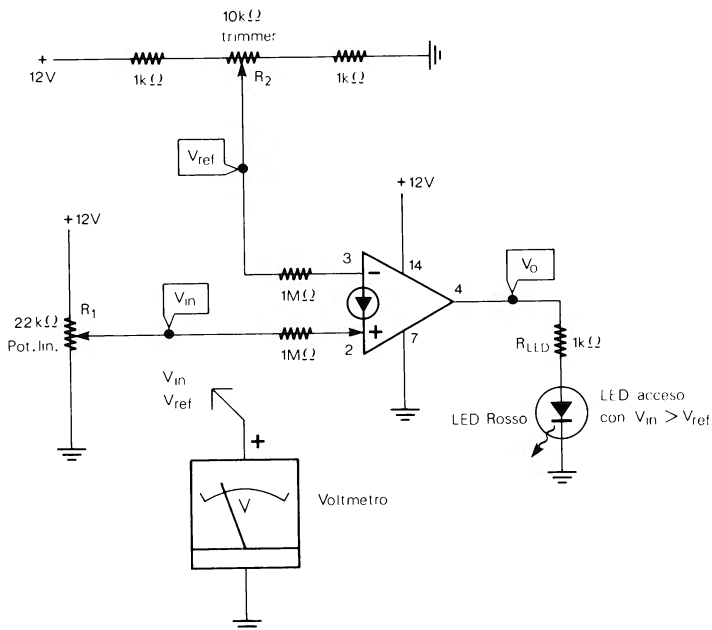 10kΩ
trimmer
+
12V
1kΩ
R2
1kΩ
Vref
+12V
+12V
3
−
14
4
Vo
1MΩ
R1
Vin
22kΩ
Pot. lin.
1MΩ
+
2
7
RLED
1kΩ
Vin
Vref
+
LED Rosso
LED acceso
con Vin > Vref
V
Voltmetro